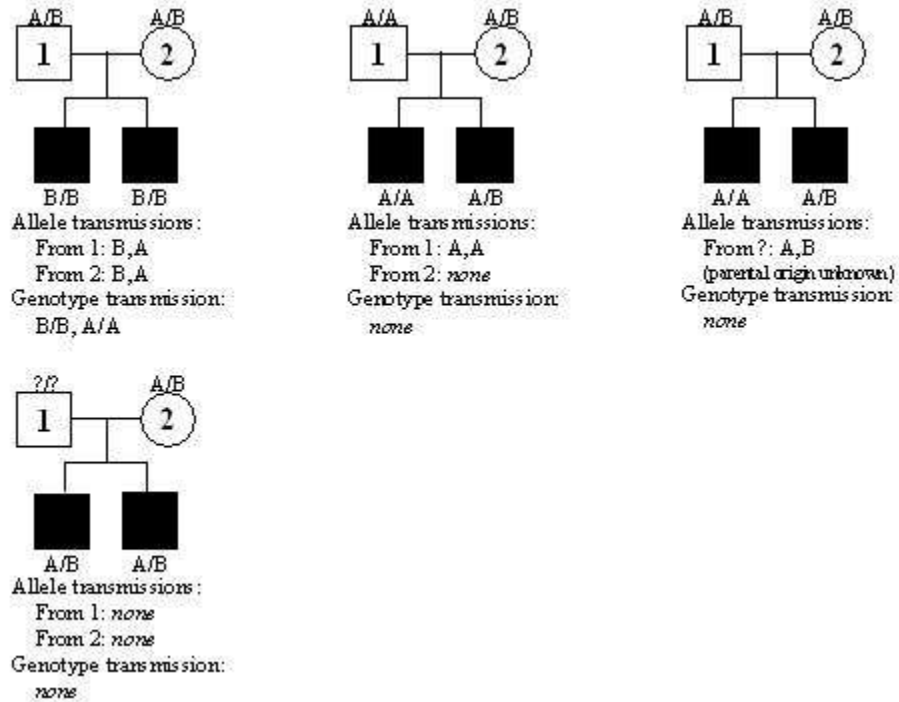 A/B A/B
1 2
B/B B/B
Allele transmissions:
From 1: B,A
From 2: B,A
Genotype transmission:
B/B, A/A
A/A A/B
1 2
A/A A/B
Allele transmissions:
From 1: A,A
From 2: none
Genotype transmission:
none
A/B A/B
1 2
A/A A/B
Allele transmissions:
From ?: A,B
(parental origin unknown)
Genotype transmission:
none
?/? A/B
1 2
A/B A/B
Allele transmissions:
From 1: none
From 2: none
Genotype transmission:
none